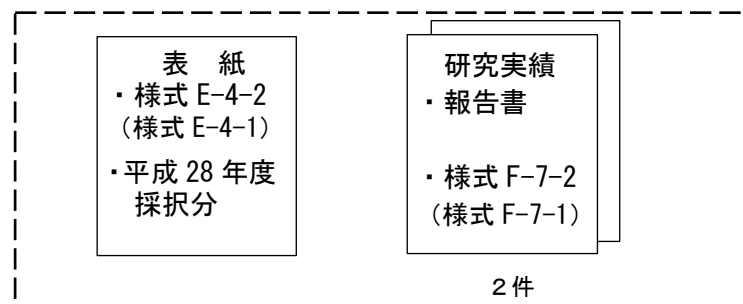 表　紙
・様式 E-4-2
（様式 E-4-1）
・平成 28 年度
採択分
研究実績
・報告書
・様式 F-7-2
（様式 F-7-1）
２件